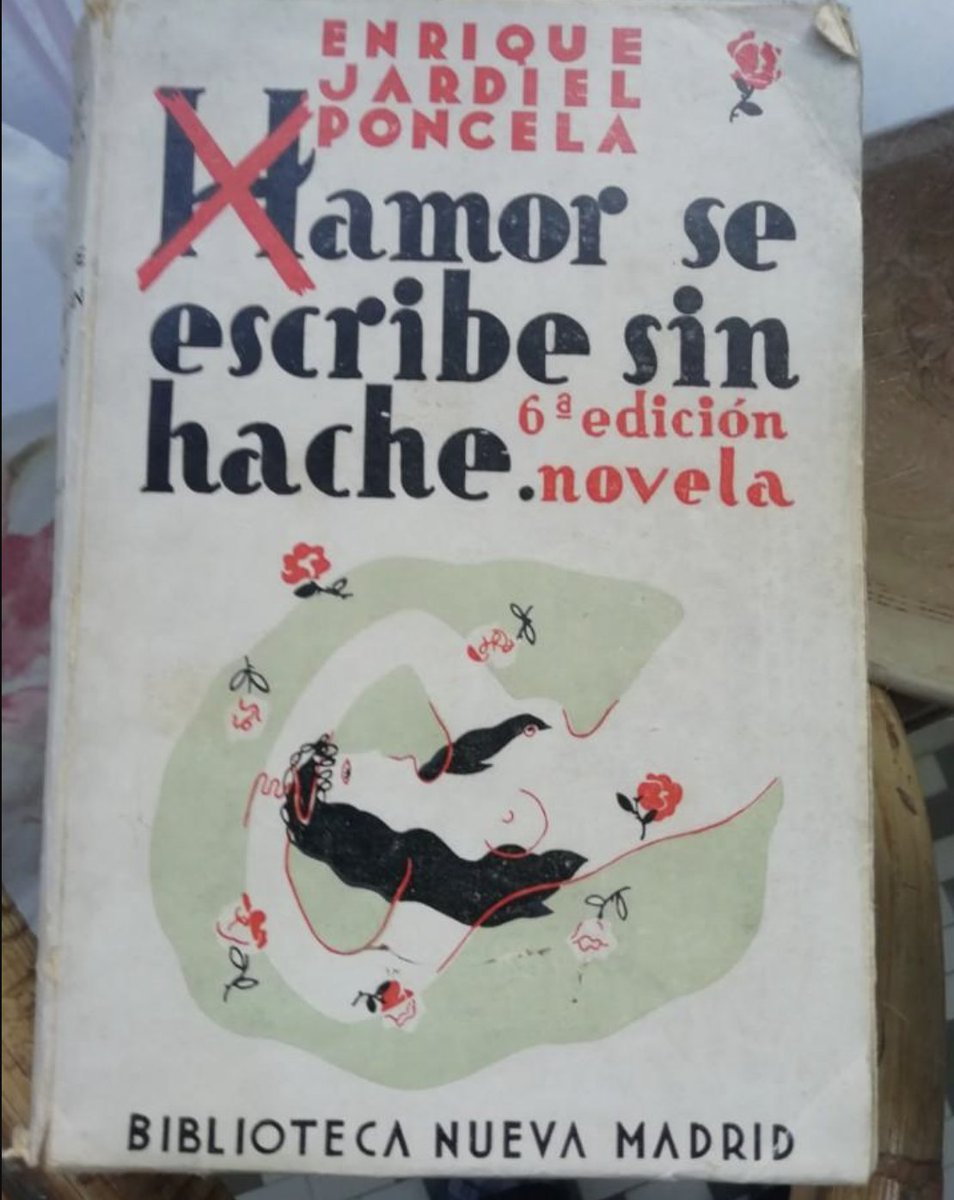 ENRIQUE
JARDIEL
PONCELA
Hamor se
escribe sin
hache.
6ª edición
novela
BIBLIOTECA NUEVA MADRID